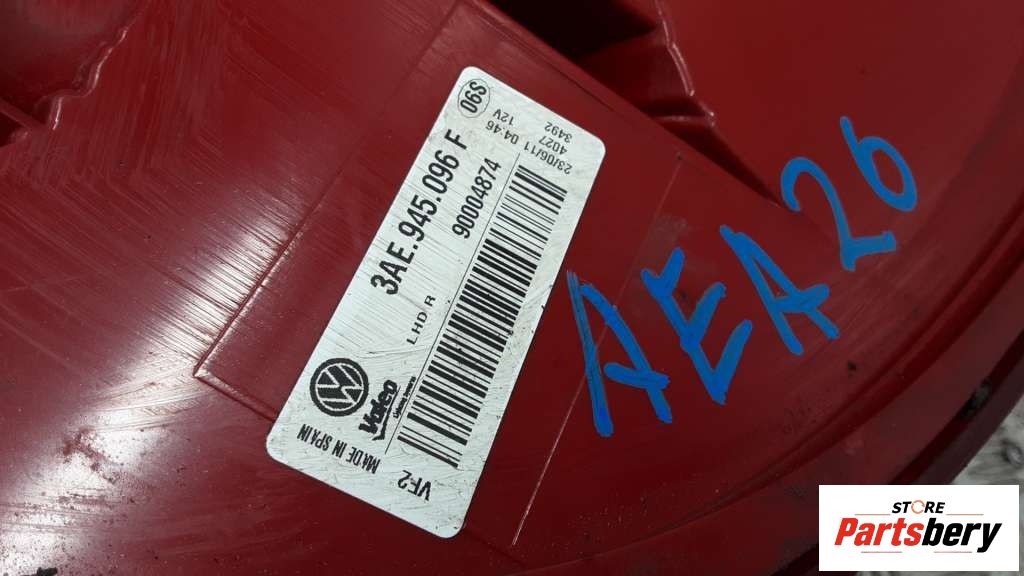 06S
23/06/11 04:46
4027 12V
3492
3AE.945.096 F
90004874
LHD R
Valeo
MADE IN SPAIN
VF2
AEA26
STORE
Partsbery